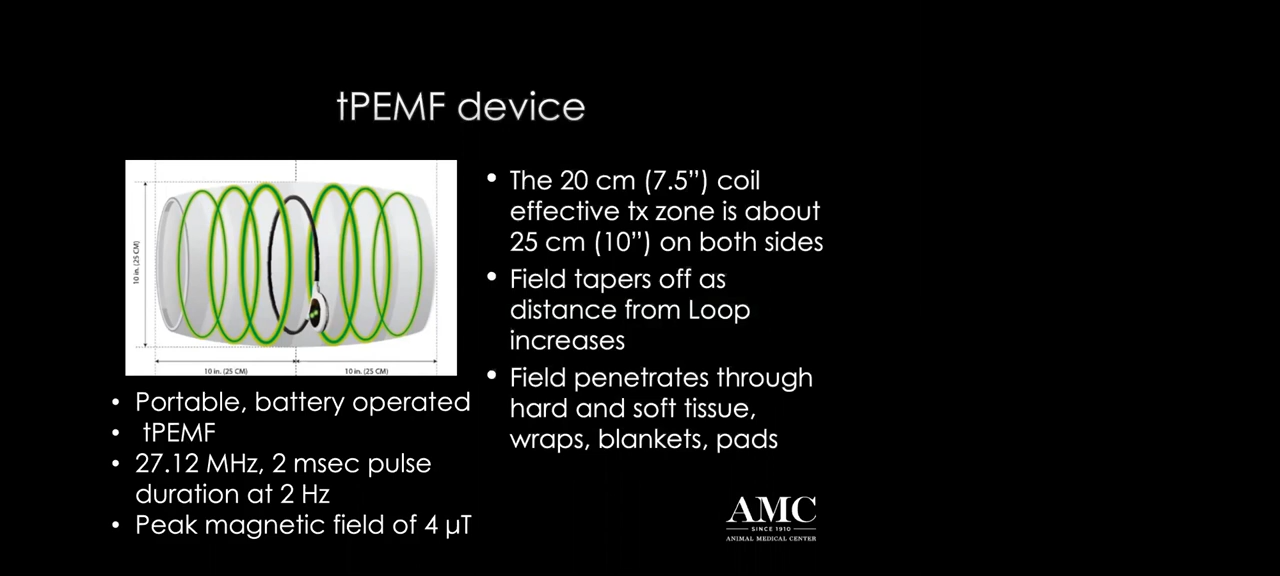 tPEMF device
10 in. (25 CM)
10 in. (25 CM)
10 in. (25 CM)
• Portable, battery operated
• tPEMF
• 27.12 MHz, 2 msec pulse
duration at 2 Hz
• Peak magnetic field of 4 µT
• The 20 cm (7.5”) coil
effective tx zone is about
25 cm (10”) on both sides
• Field tapers off as
distance from Loop
increases
• Field penetrates through
hard and soft tissue,
wraps, blankets, pads
AMC
SINCE 1910
ANIMAL MEDICAL CENTER